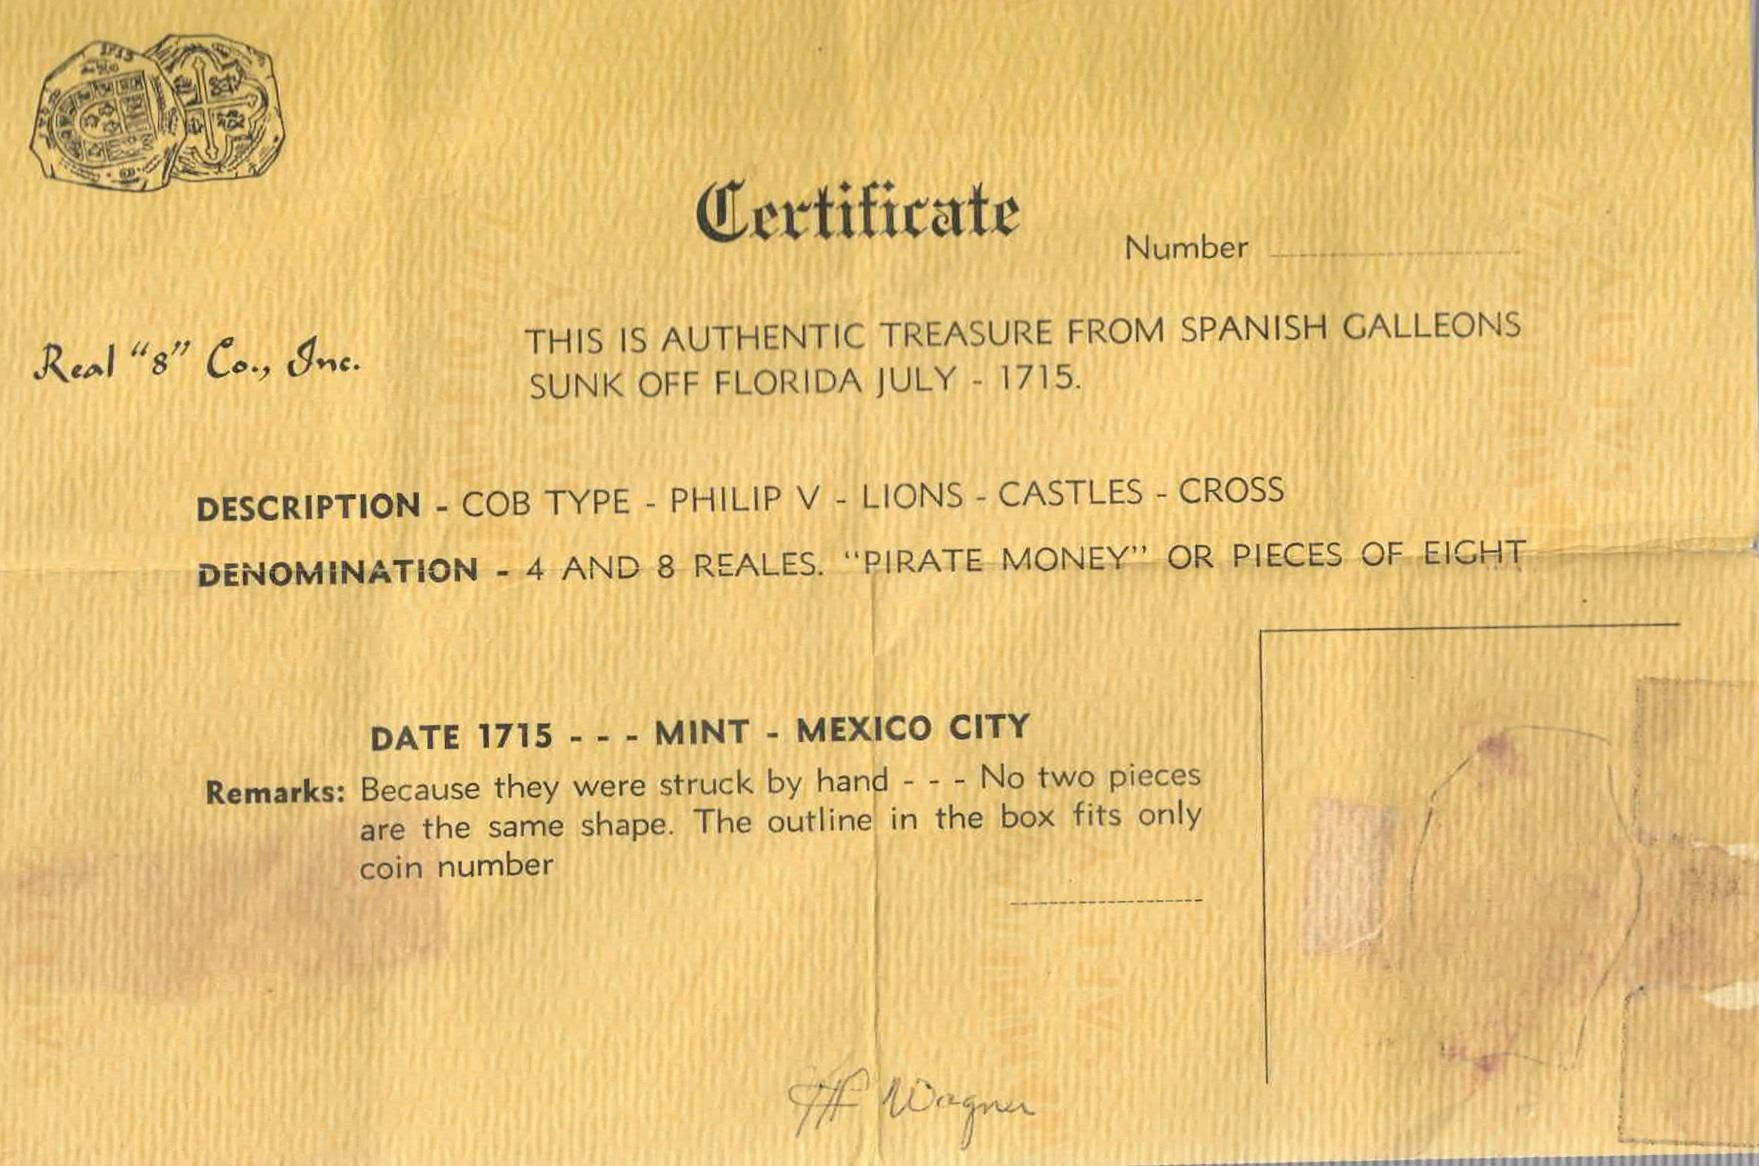 Certificate
Number
Real "8" Co., Inc.
THIS IS AUTHENTIC TREASURE FROM SPANISH GALLEONS
SUNK OFF FLORIDA JULY - 1715.
DESCRIPTION - COB TYPE - PHILIP V - LIONS - CASTLES - CROSS
DENOMINATION - 4 AND 8 REALES. "PIRATE MONEY" OR PIECES OF EIGHT
DATE 1715 - - - MINT - MEXICO CITY
Remarks: Because they were struck by hand - - - No two pieces
are the same shape. The outline in the box fits only
coin number
Wagner